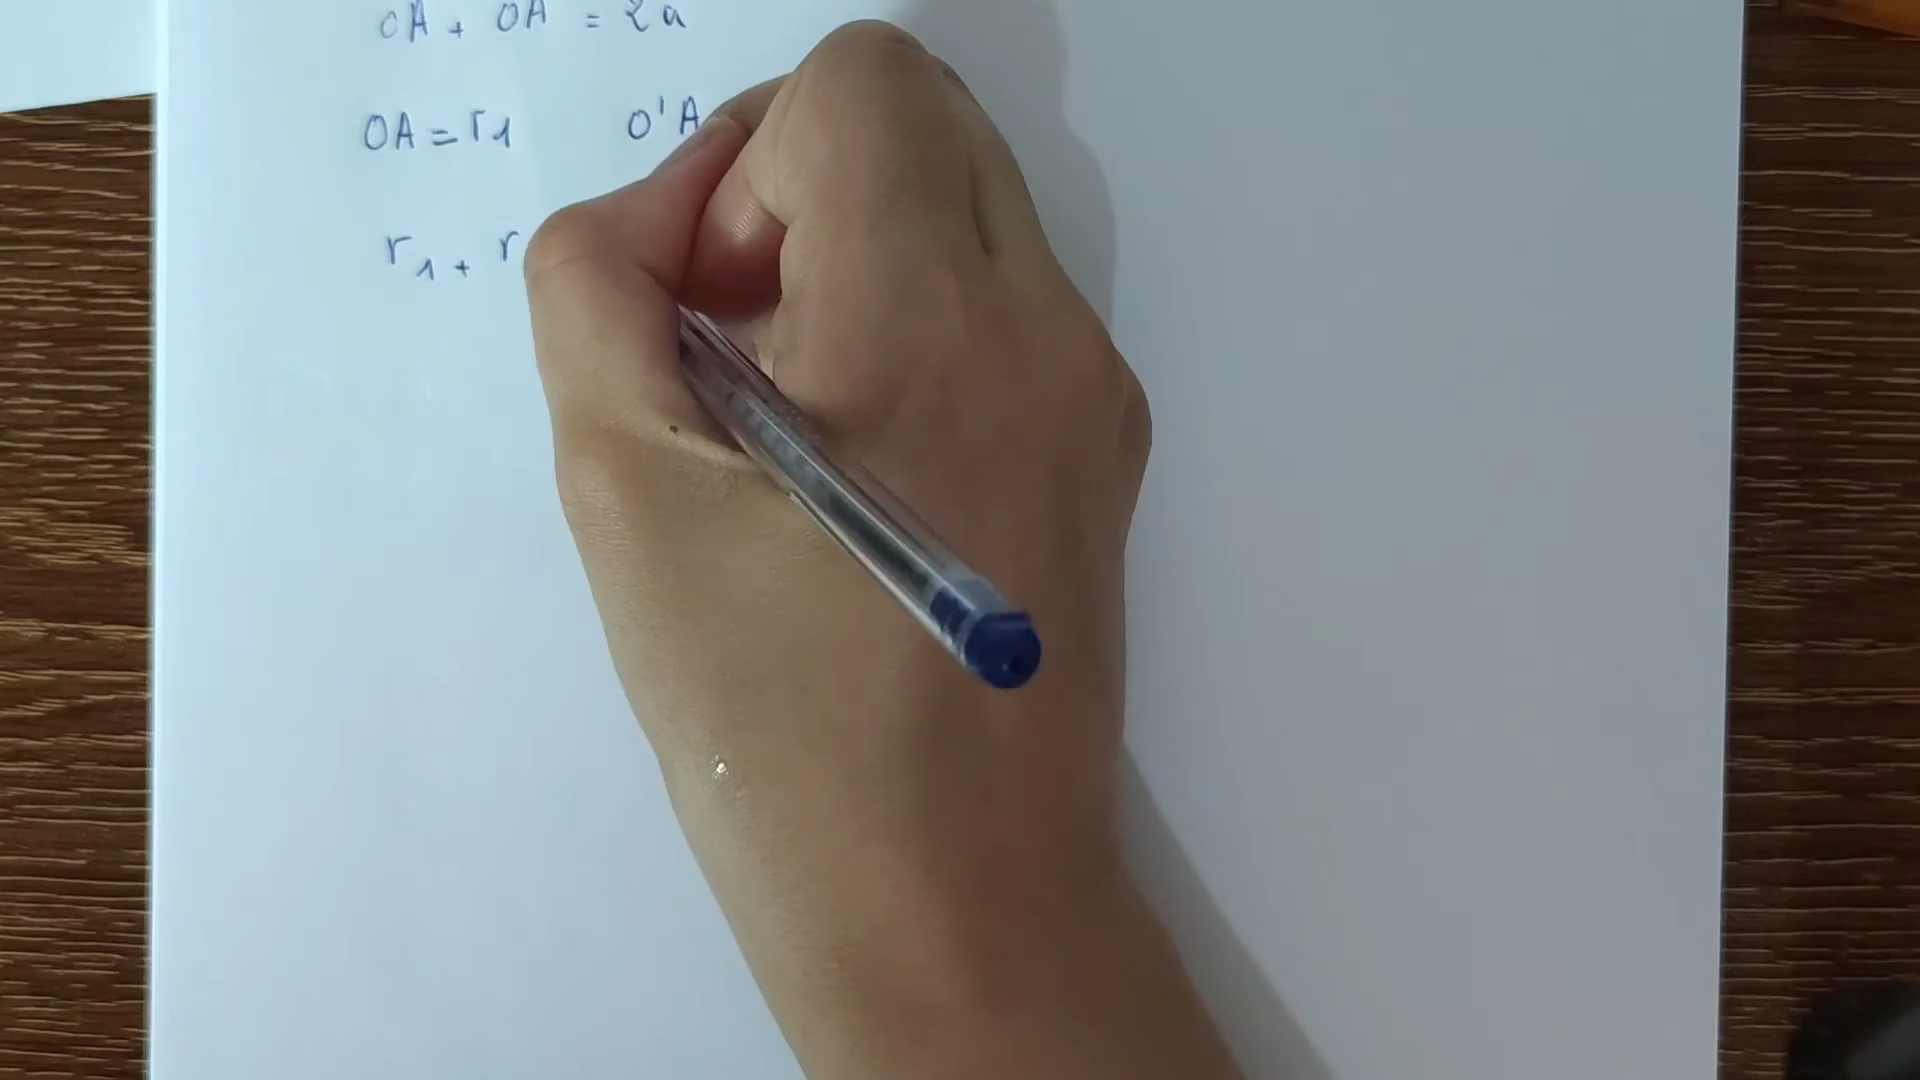 OA + OA = 2a
OA = r1 O'A
r1 + r